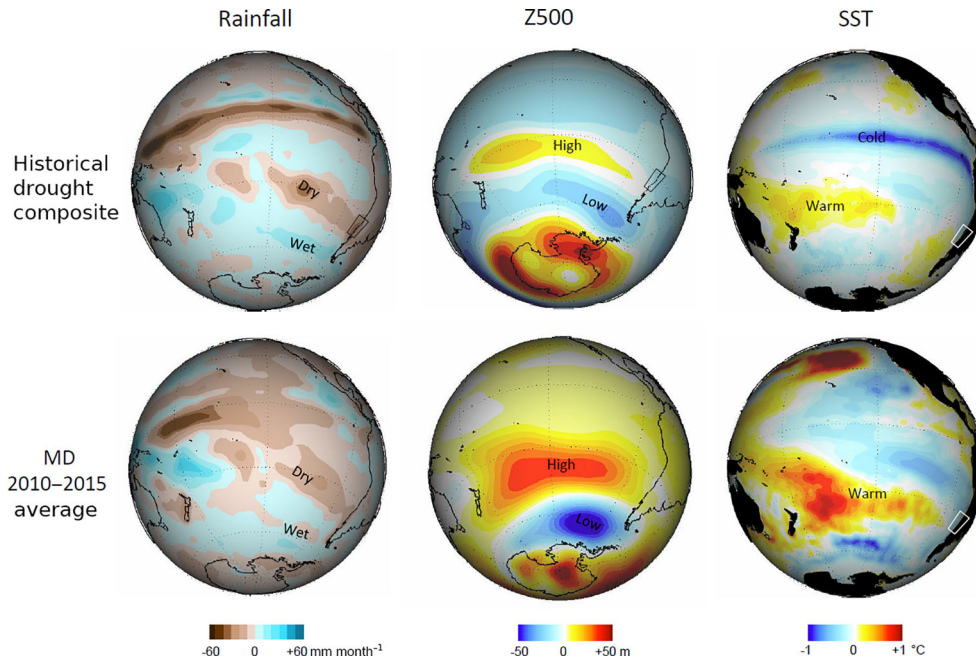 Rainfall
Z500
SST
Historical
drought
composite
Dry
Wet
High
Low
Cold
Warm
MD
2010–2015
average
Dry
Wet
High
Low
Warm
-60 0 +60 mm month⁻¹
-50 0 +50 m
-1 0 +1 °C